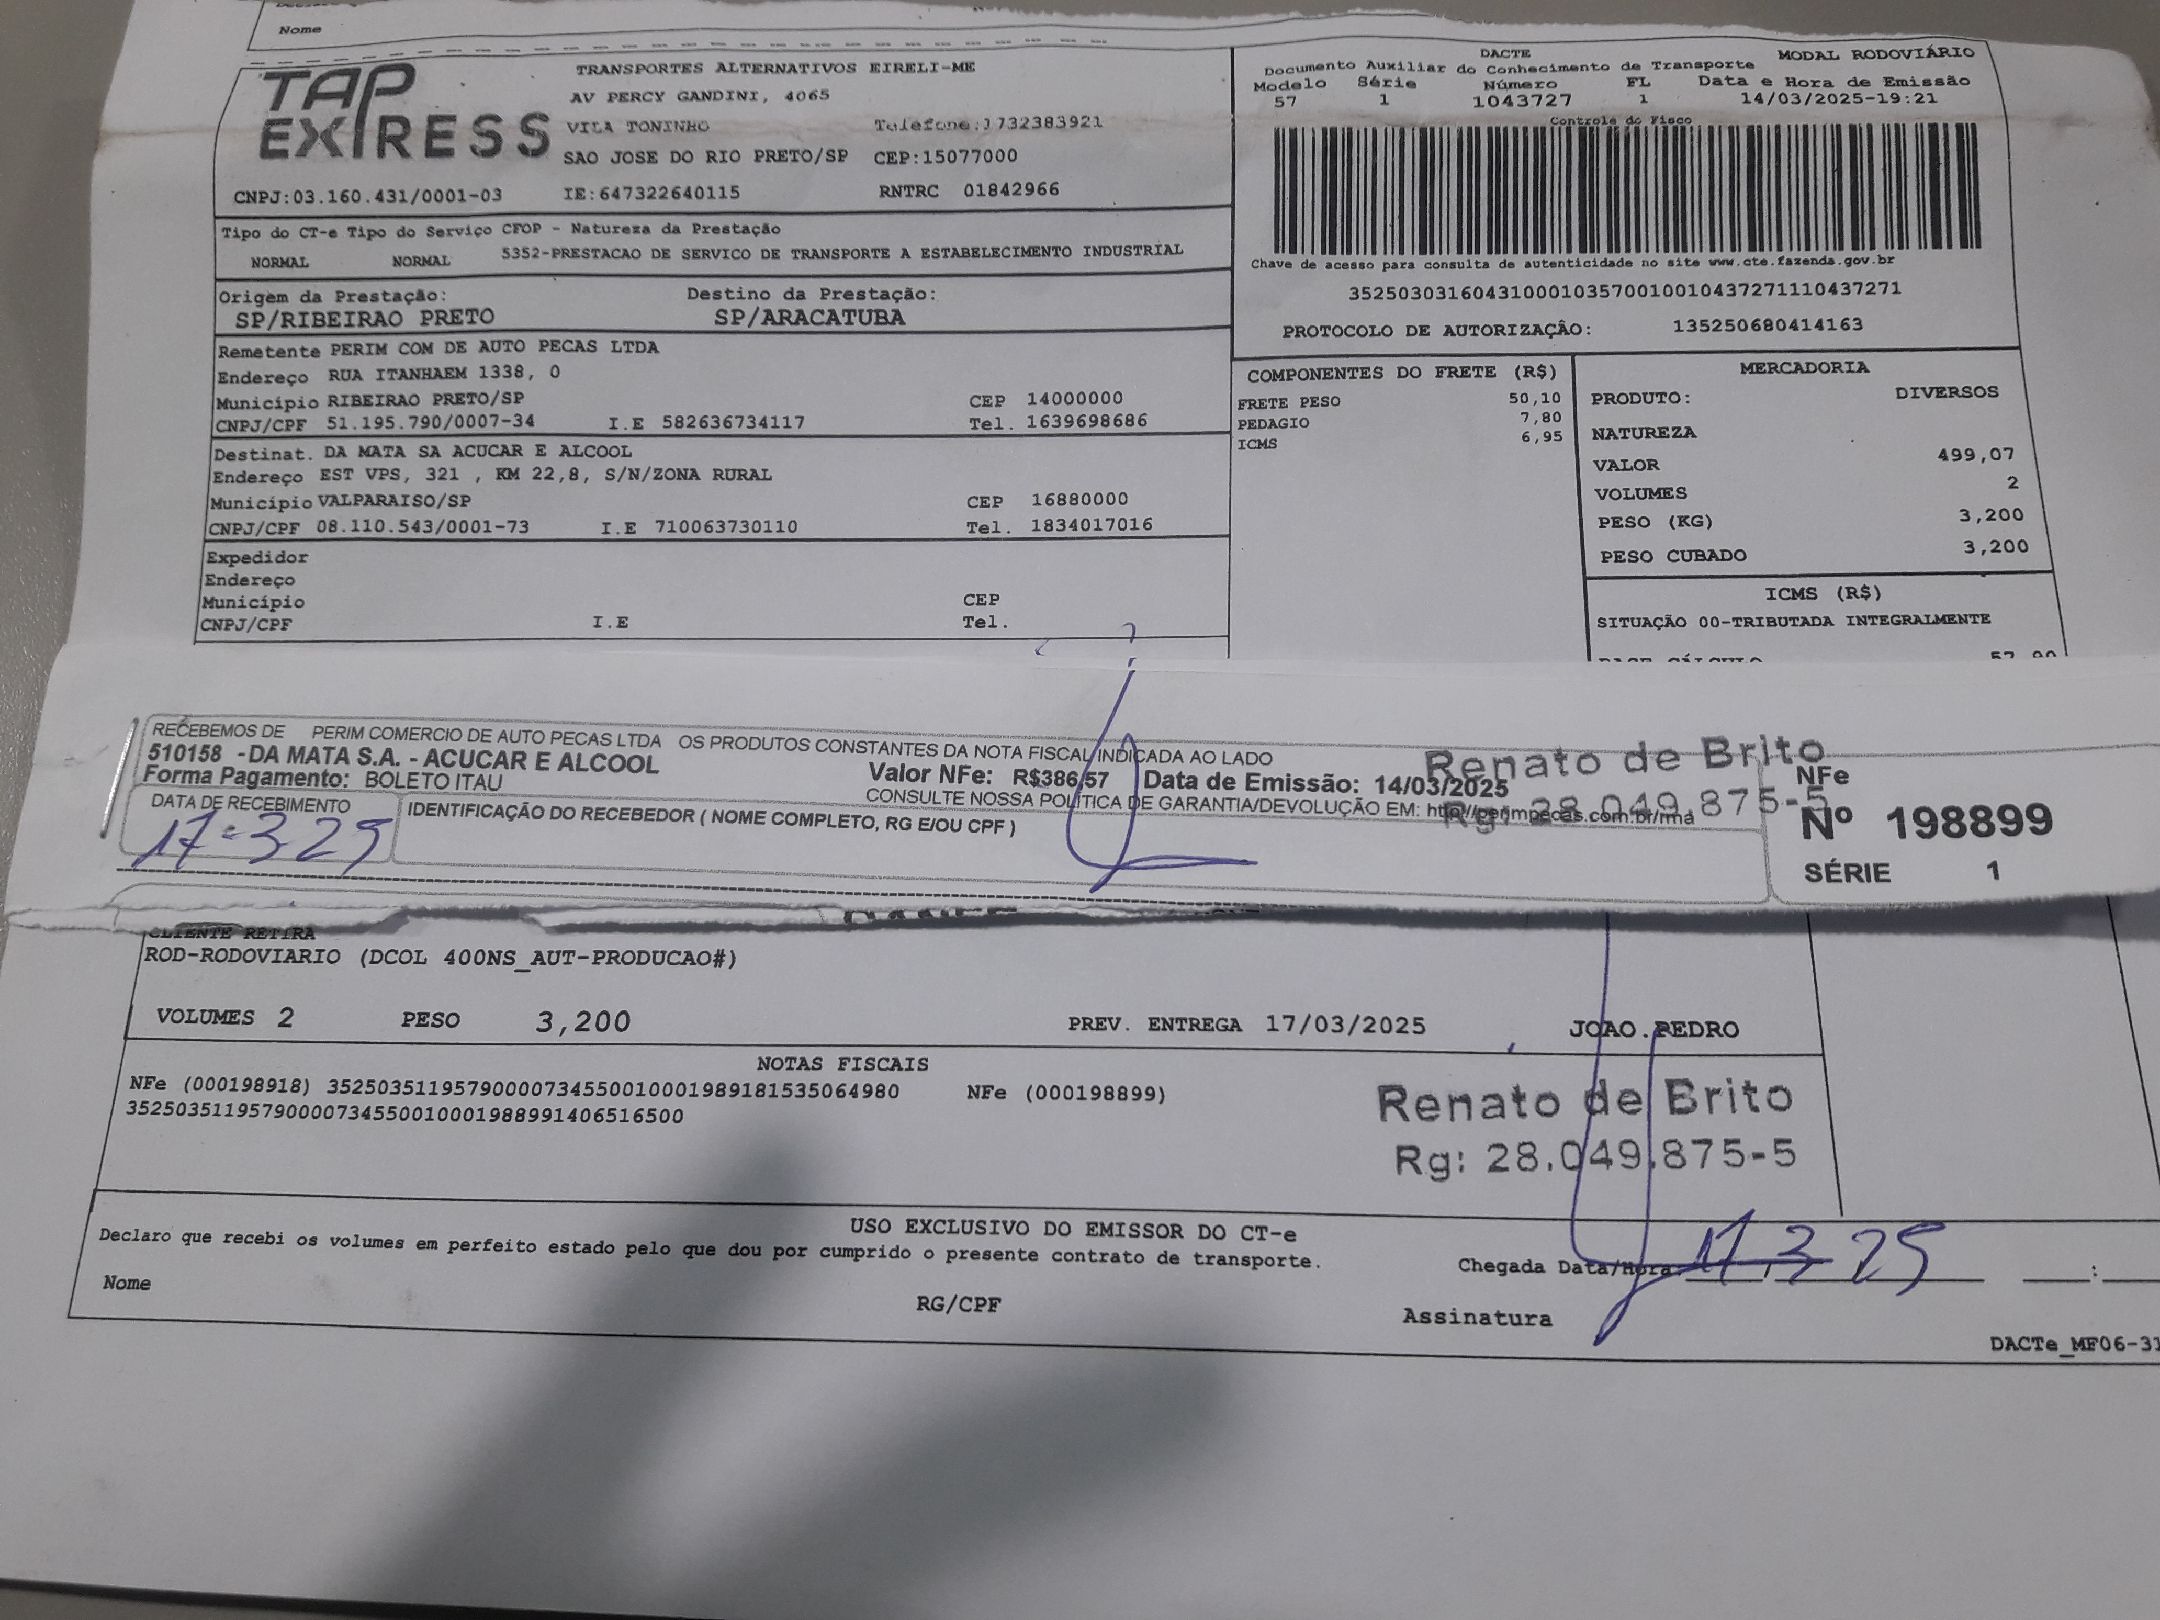 Nome
TAP EXPRESS
TRANSPORTES ALTERNATIVOS EIRELI-ME
AV PERCY GANDINI, 4065
VILA TONINHO Telefone:1732383921
SAO JOSE DO RIO PRETO/SP CEP:15077000
CNPJ:03.160.431/0001-03 IE:647322640115 RNTRC 01842966
DACTE MODAL RODOVIÁRIO
Documento Auxiliar do Conhecimento de Transporte
Modelo Série Número FL Data e Hora de Emissão
57 1 1043727 1 14/03/2025-19:21
Controle do Fisco
Chave de acesso para consulta de autenticidade no site www.cte.fazenda.gov.br
35250303160431000103570010010437271110437271
PROTOCOLO DE AUTORIZAÇÃO: 135250680414163
Tipo do CT-e Tipo do Serviço CFOP - Natureza da Prestação
NORMAL NORMAL 5352-PRESTACAO DE SERVICO DE TRANSPORTE A ESTABELECIMENTO INDUSTRIAL
Origem da Prestação: Destino da Prestação:
SP/RIBEIRAO PRETO SP/ARACATUBA
Remetente PERIM COM DE AUTO PECAS LTDA
Endereço RUA ITANHAEM 1338, 0
Município RIBEIRAO PRETO/SP CEP 14000000
CNPJ/CPF 51.195.790/0007-34 I.E 582636734117 Tel. 1639698686
Destinat. DA MATA SA ACUCAR E ALCOOL
Endereço EST VPS, 321 , KM 22,8, S/N/ZONA RURAL
Município VALPARAISO/SP CEP 16880000
CNPJ/CPF 08.110.543/0001-73 I.E 710063730110 Tel. 1834017016
Expedidor
Endereço
Município CEP
CNPJ/CPF I.E Tel.
COMPONENTES DO FRETE (R$)
FRETE PESO 50,10
PEDAGIO 7,80
ICMS 6,95
MERCADORIA
PRODUTO: DIVERSOS
NATUREZA
VALOR 499,07
VOLUMES 2
PESO (KG) 3,200
PESO CUBADO 3,200
ICMS (R$)
SITUAÇÃO 00-TRIBUTADA INTEGRALMENTE
BASE CÁLCULO 57,90
RECEBEMOS DE PERIM COMERCIO DE AUTO PECAS LTDA OS PRODUTOS CONSTANTES DA NOTA FISCAL INDICADA AO LADO
510158 -DA MATA S.A. - ACUCAR E ALCOOL
Forma Pagamento: BOLETO ITAU Valor NFe: R$386,57 Data de Emissão: 14/03/2025
CONSULTE NOSSA POLÍTICA DE GARANTIA/DEVOLUÇÃO EM: http://perimpecas.com.br/rma
Renato de Brito
Rg: 28.049.875-5
DATA DE RECEBIMENTO IDENTIFICAÇÃO DO RECEBEDOR ( NOME COMPLETO, RG E/OU CPF )
17-3-25
NFe
Nº 198899
SÉRIE 1
CLIENTE RETIRA
ROD-RODOVIARIO (DCOL 400NS_AUT-PRODUCAO#)
VOLUMES 2 PESO 3,200 PREV. ENTREGA 17/03/2025 JOAO.PEDRO
NOTAS FISCAIS
NFe (000198918) 35250351195790000734550010001989181535064980 NFe (000198899)
35250351195790000734550010001988991406516500
Renato de Brito
Rg: 28.049.875-5
USO EXCLUSIVO DO EMISSOR DO CT-e
Declaro que recebi os volumes em perfeito estado pelo que dou por cumprido o presente contrato de transporte.
Chegada Data/Hora 17 3 25 :
Nome RG/CPF Assinatura
DACTe_MF06-31